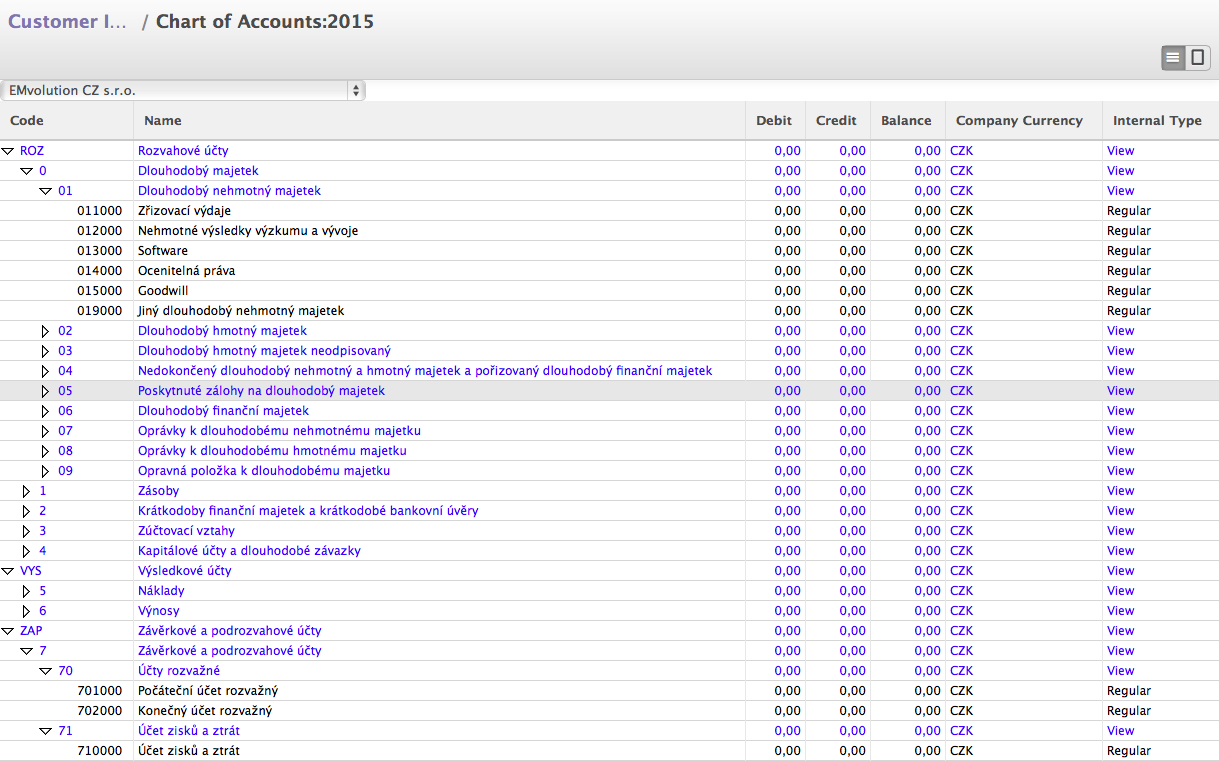 Customer I... / Chart of Accounts:2015
EMvolution CZ s.r.o.
Code Name Debit Credit Balance Company Currency Internal Type
ROZ Rozvahové účty 0,00 0,00 0,00 CZK View
0 Dlouhodobý majetek 0,00 0,00 0,00 CZK View
01 Dlouhodobý nehmotný majetek 0,00 0,00 0,00 CZK View
011000 Zřizovací výdaje 0,00 0,00 0,00 CZK Regular
012000 Nehmotné výsledky výzkumu a vývoje 0,00 0,00 0,00 CZK Regular
013000 Software 0,00 0,00 0,00 CZK Regular
014000 Ocenitelná práva 0,00 0,00 0,00 CZK Regular
015000 Goodwill 0,00 0,00 0,00 CZK Regular
019000 Jiný dlouhodobý nehmotný majetek 0,00 0,00 0,00 CZK Regular
02 Dlouhodobý hmotný majetek 0,00 0,00 0,00 CZK View
03 Dlouhodobý hmotný majetek neodpisovaný 0,00 0,00 0,00 CZK View
04 Nedokončený dlouhodobý nehmotný a hmotný majetek a pořizovaný dlouhodobý finanční majetek 0,00 0,00 0,00 CZK View
05 Poskytnuté zálohy na dlouhodobý majetek 0,00 0,00 0,00 CZK View
06 Dlouhodobý finanční majetek 0,00 0,00 0,00 CZK View
07 Oprávky k dlouhodobému nehmotnému majetku 0,00 0,00 0,00 CZK View
08 Oprávky k dlouhodobému hmotnému majetku 0,00 0,00 0,00 CZK View
09 Opravná položka k dlouhodobému majetku 0,00 0,00 0,00 CZK View
1 Zásoby 0,00 0,00 0,00 CZK View
2 Krátkodoby finanční majetek a krátkodobé bankovní úvěry 0,00 0,00 0,00 CZK View
3 Zúčtovací vztahy 0,00 0,00 0,00 CZK View
4 Kapitálové účty a dlouhodobé závazky 0,00 0,00 0,00 CZK View
VYS Výsledkové účty 0,00 0,00 0,00 CZK View
5 Náklady 0,00 0,00 0,00 CZK View
6 Výnosy 0,00 0,00 0,00 CZK View
ZAP Závěrkové a podrozvahové účty 0,00 0,00 0,00 CZK View
7 Závěrkové a podrozvahové účty 0,00 0,00 0,00 CZK View
70 Účty rozvažné 0,00 0,00 0,00 CZK View
701000 Počáteční účet rozvažný 0,00 0,00 0,00 CZK Regular
702000 Konečný účet rozvažný 0,00 0,00 0,00 CZK Regular
71 Účet zisků a ztrát 0,00 0,00 0,00 CZK View
710000 Účet zisků a ztrát 0,00 0,00 0,00 CZK Regular